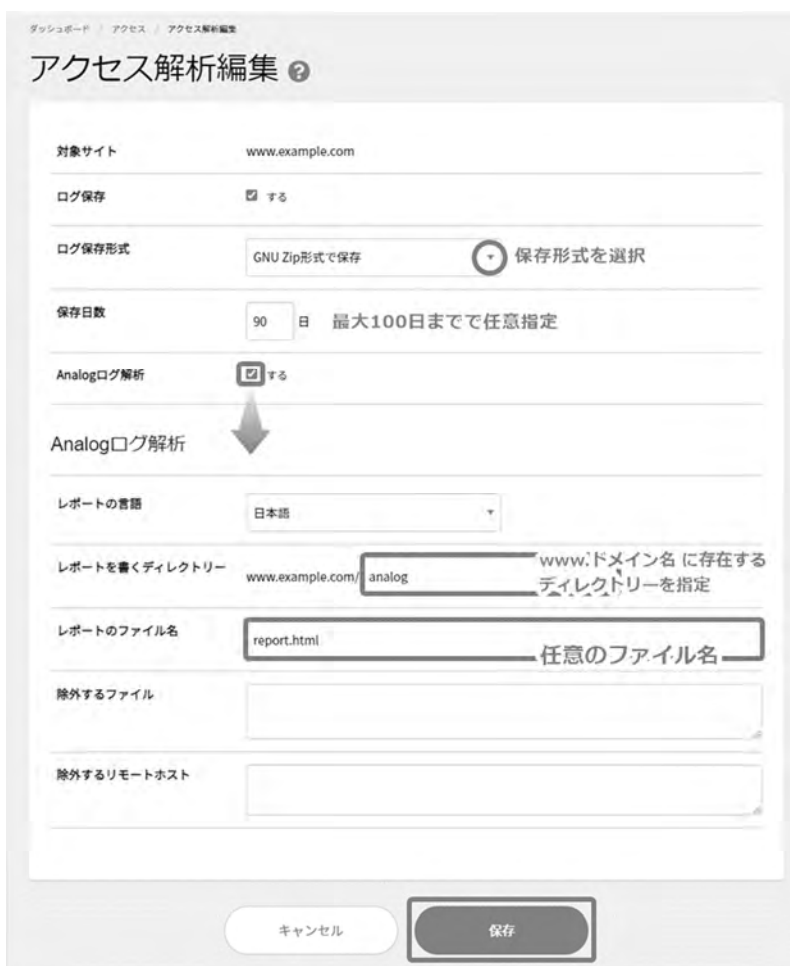 ダッシュボード / アクセス / アクセス解析編集
アクセス解析編集 ?
対象サイト www.example.com
ログ保存 する
ログ保存形式 GNU Zip形式で保存 保存形式を選択
保存日数 90 日 最大100日までで任意指定
Analogログ解析 する
Analogログ解析
レポートの言語 日本語
レポートを書くディレクトリー www.example.com/ analog www.ドメイン名 に存在する
ディレクトリーを指定
レポートのファイル名 report.html 任意のファイル名
除外するファイル
除外するリモートホスト
キャンセル 保存